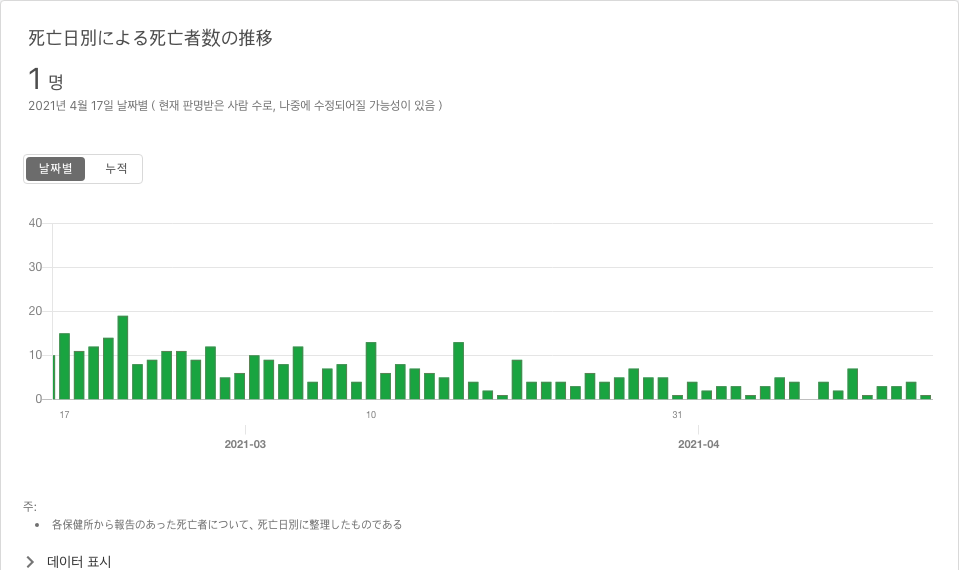 死亡日別による死亡者数の推移
1 명
2021년 4월 17일 날짜별 ( 현재 판명받은 사람 수로, 나중에 수정되어질 가능성이 있음 )
날짜별 누적
40
30
20
10
0
17 10 31
2021-03 2021-04
주:
• 各保健所から報告のあった死亡者について、死亡日別に整理したものである
데이터 표시